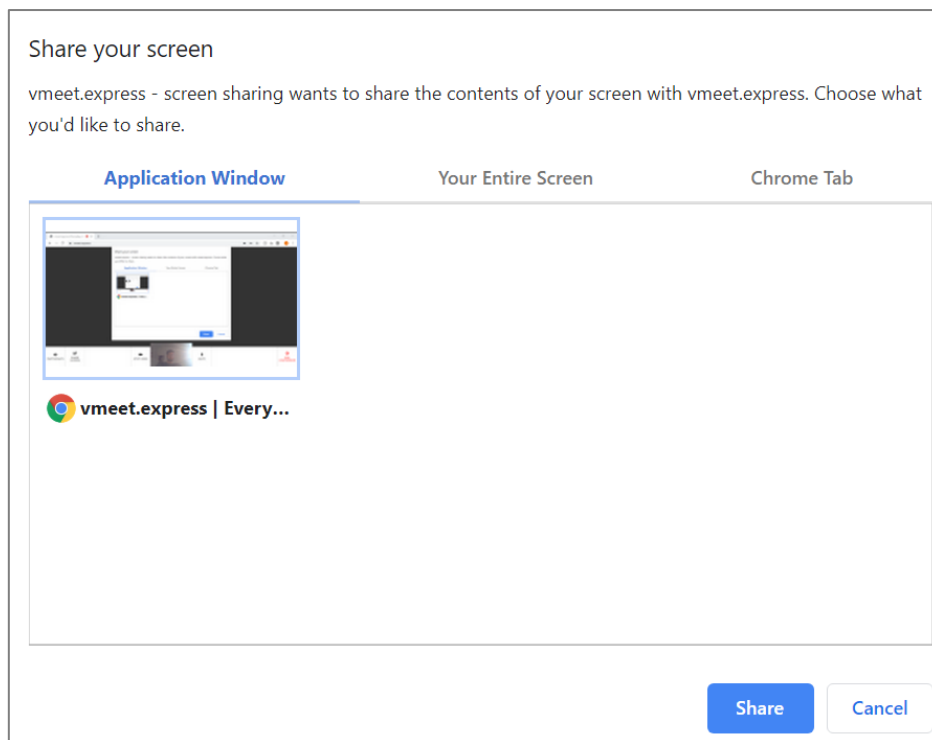 Share your screen
vmeet.express - screen sharing wants to share the contents of your screen with vmeet.express. Choose what
you'd like to share.
Application Window Your Entire Screen Chrome Tab
vmeet.express | Every...
Share Cancel